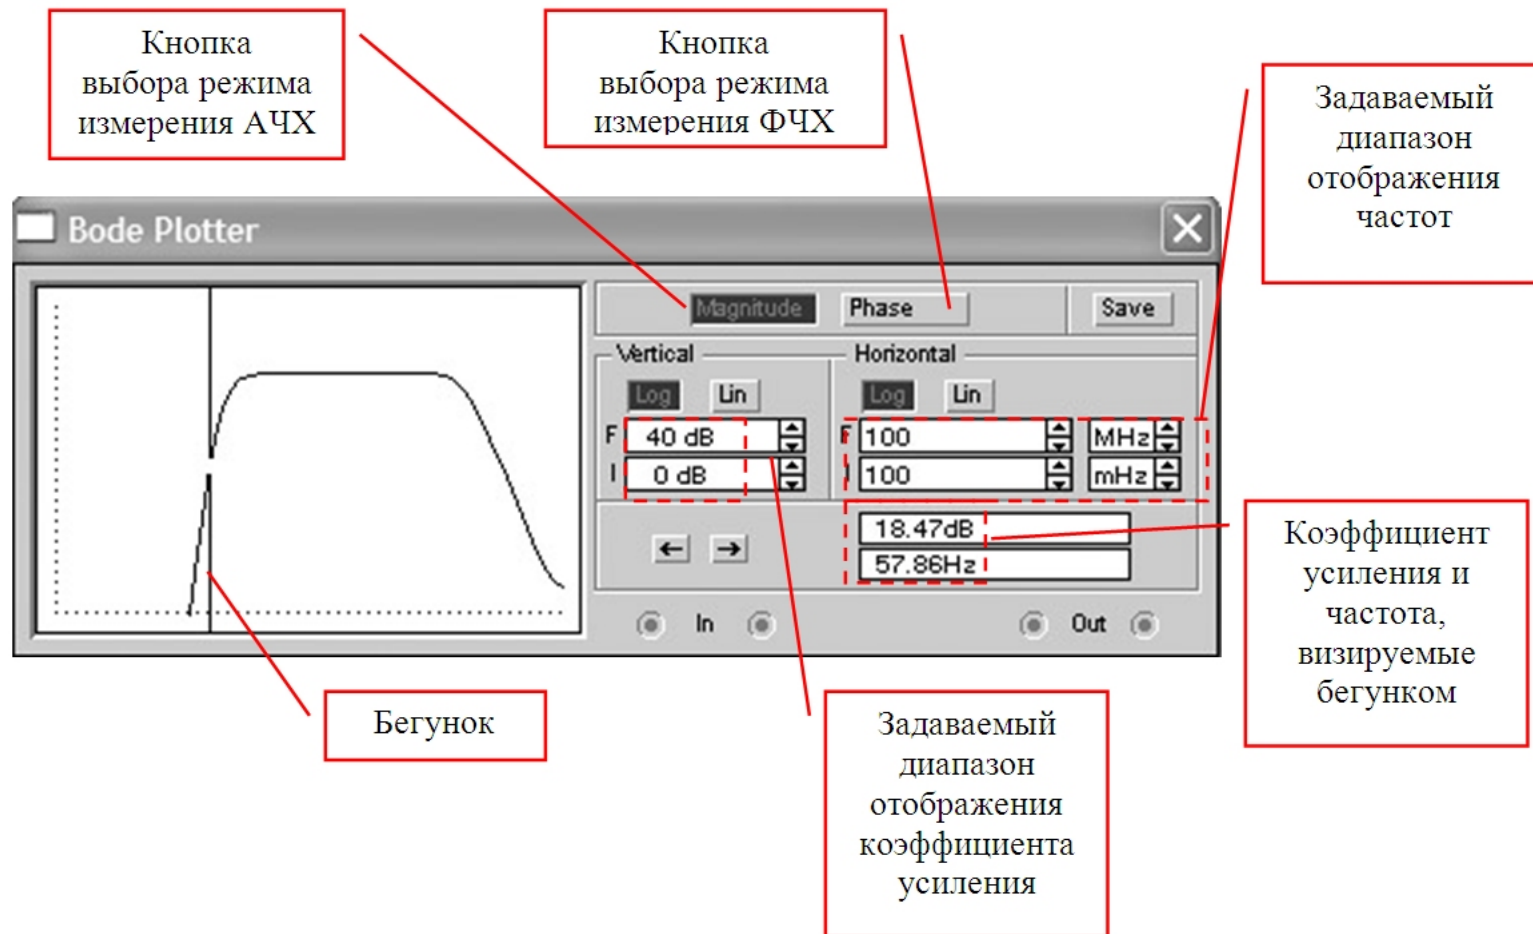 Кнопка
выбора режима
измерения АЧХ
Кнопка
выбора режима
измерения ФЧХ
Задаваемый
диапазон
отображения
частот
Bode Plotter
Magnitude
Phase
Save
Vertical
Horizontal
Log
Lin
Log
Lin
F
40 dB
F
100
MHz
I
0 dB
I
100
mHz
18.47dB
57.86Hz
In
Out
Коэффициент
усиления и
частота,
визируемые
бегунком
Бегунок
Задаваемый
диапазон
отображения
коэффициента
усиления